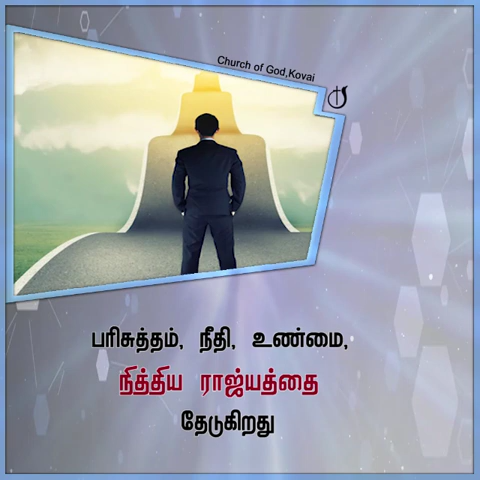 Church of God,Kovai
பரிசுத்தம், நீதி, உண்மை,
நித்திய ராஜ்யத்தை
தேடுகிறது